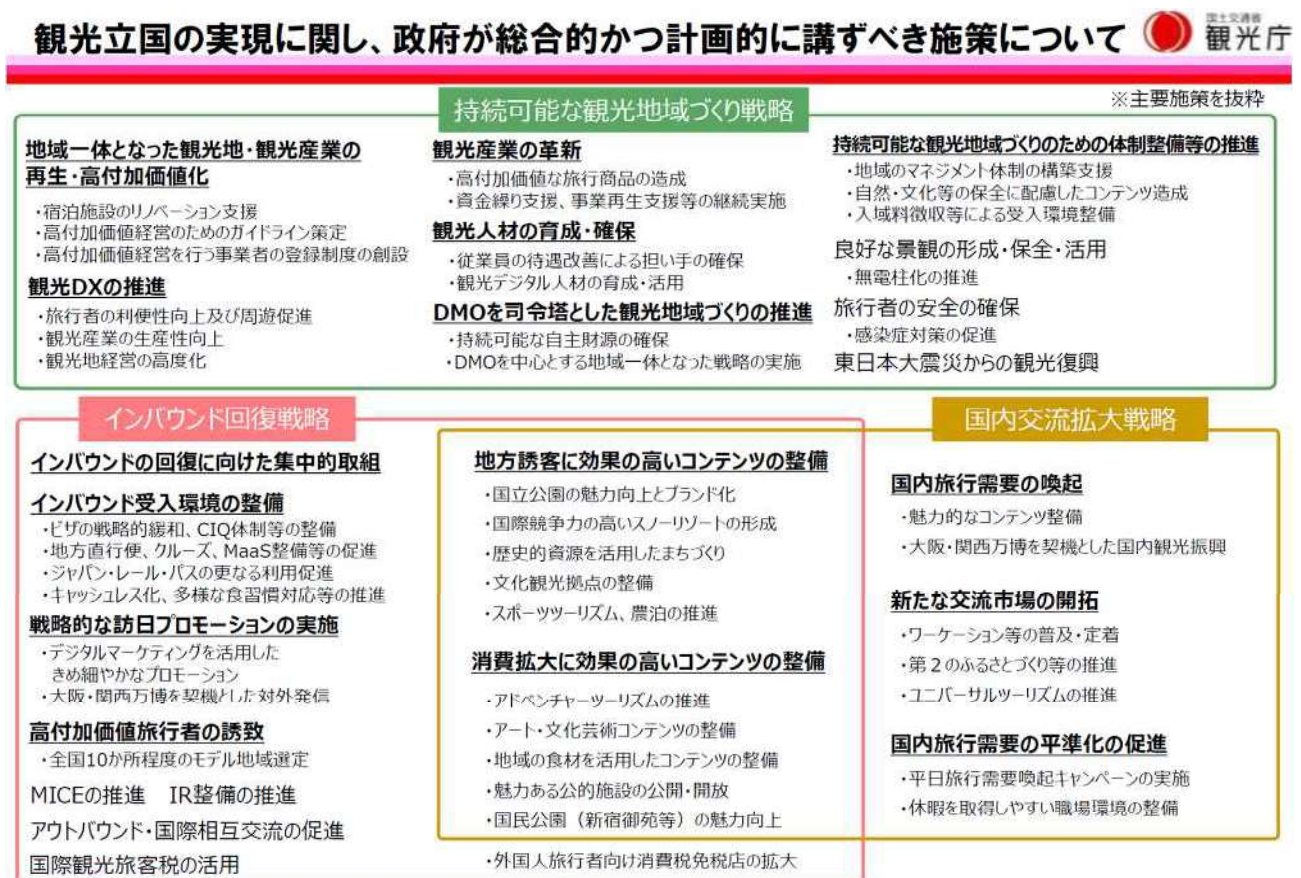 観光立国の実現に関し、政府が総合的かつ計画的に講ずべき施策について
国土交通省
観光庁
※主要施策を抜粋
持続可能な観光地域づくり戦略
地域一体となった観光地・観光産業の
再生・高付加価値化
・宿泊施設のリノベーション支援
・高付加価値経営のためのガイドライン策定
・高付加価値経営を行う事業者の登録制度の創設
観光DXの推進
・旅行者の利便性向上及び周遊促進
・観光産業の生産性向上
・観光地経営の高度化
観光産業の革新
・高付加価値な旅行商品の造成
・資金繰り支援、事業再生支援等の継続実施
観光人材の育成・確保
・従業員の待遇改善による担い手の確保
・観光デジタル人材の育成・活用
DMOを司令塔とした観光地域づくりの推進
・持続可能な自主財源の確保
・DMOを中心とする地域一体となった戦略の実施
持続可能な観光地域づくりのための体制整備等の推進
・地域のマネジメント体制の構築支援
・自然・文化等の保全に配慮したコンテンツ造成
・入域料徴収等による受入環境整備
良好な景観の形成・保全・活用
・無電柱化の推進
旅行者の安全の確保
・感染症対策の促進
東日本大震災からの観光復興
インバウンド回復戦略
インバウンドの回復に向けた集中的取組
インバウンド受入環境の整備
・ビザの戦略的緩和、CIQ体制等の整備
・地方直行便、クルーズ、MaaS整備等の促進
・ジャパン・レール・パスの更なる利用促進
・キャッシュレス化、多様な食習慣対応等の推進
戦略的な訪日プロモーションの実施
・デジタルマーケティングを活用した
きめ細やかなプロモーション
・大阪・関西万博を契機とした対外発信
高付加価値旅行者の誘致
・全国10か所程度のモデル地域選定
MICEの推進 IR整備の推進
アウトバウンド・国際相互交流の促進
国際観光旅客税の活用
地方誘客に効果の高いコンテンツの整備
・国立公園の魅力向上とブランド化
・国際競争力の高いスノーリゾートの形成
・歴史的資源を活用したまちづくり
・文化観光拠点の整備
・スポーツツーリズム、農泊の推進
消費拡大に効果の高いコンテンツの整備
・アドベンチャーツーリズムの推進
・アート・文化芸術コンテンツの整備
・地域の食材を活用したコンテンツの整備
・魅力ある公的施設の公開・開放
・国民公園（新宿御苑等）の魅力向上
・外国人旅行者向け消費税免税店の拡大
国内交流拡大戦略
国内旅行需要の喚起
・魅力的なコンテンツ整備
・大阪・関西万博を契機とした国内観光振興
新たな交流市場の開拓
・ワーケーション等の普及・定着
・第２のふるさとづくり等の推進
・ユニバーサルツーリズムの推進
国内旅行需要の平準化の促進
・平日旅行需要喚起キャンペーンの実施
・休暇を取得しやすい職場環境の整備